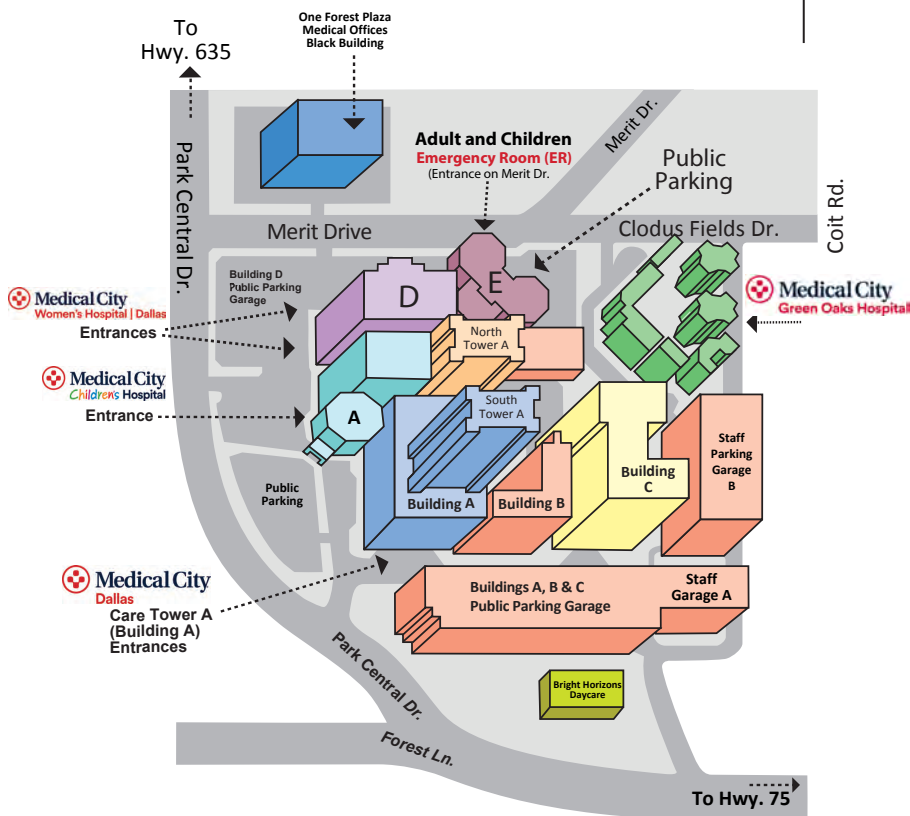 One Forest Plaza
Medical Offices
Black Building
To
Hwy. 635
Adult and Children
Emergency Room (ER)
(Entrance on Merit Dr.
Merit Dr.
Public
Parking
Park Central Dr.
Merit Drive
Clodus Fields Dr.
Coit Rd.
Building D
Public Parking
Garage
D
E
Medical City
Women's Hospital | Dallas
Entrances
Medical City
Green Oaks Hospital
North
Tower A
Medical City
Children's Hospital
Entrance
A
South
Tower A
Staff
Parking
Garage
B
Building
C
Public
Parking
Building A
Building B
Medical City
Dallas
Care Tower A
(Building A)
Entrances
Buildings A, B & C
Public Parking Garage
Staff
Garage A
Park Central Dr.
Bright Horizons
Daycare
Forest Ln.
To Hwy. 75